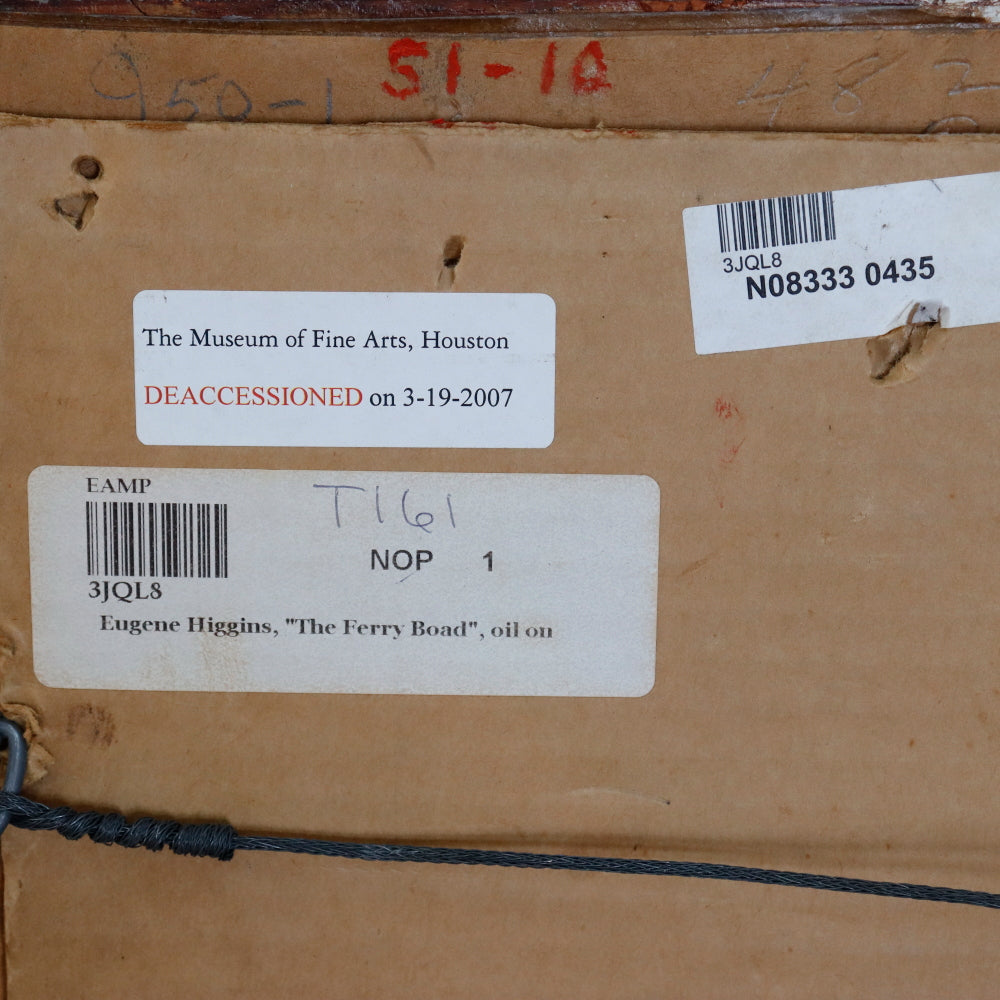 51-10
950-1
48 2
3JQL8
N08333 0435
The Museum of Fine Arts, Houston
DEACCESSIONED on 3-19-2007
EAMP
T161
NOP 1
3JQL8
Eugene Higgins, "The Ferry Boad", oil on